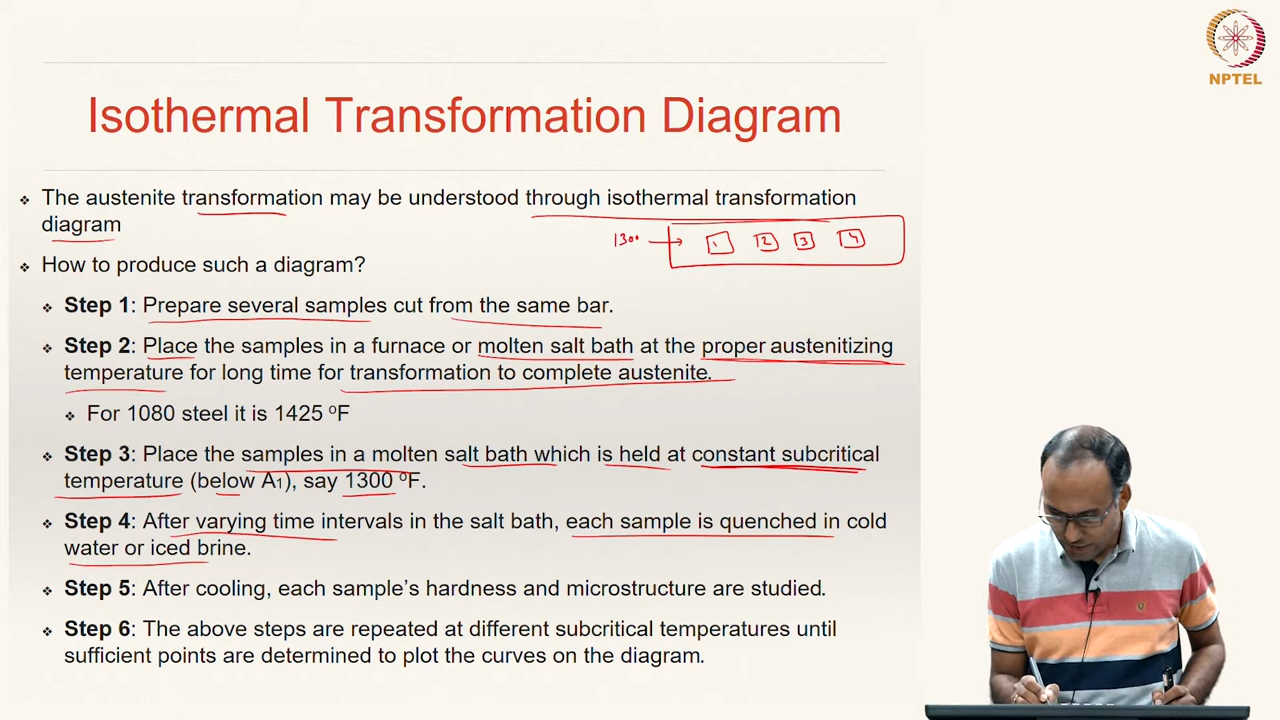 NPTEL
Isothermal Transformation Diagram
❖ The austenite transformation may be understood through isothermal transformation
diagram
1300 → 1 2 3 4
❖ How to produce such a diagram?
❖ Step 1: Prepare several samples cut from the same bar.
❖ Step 2: Place the samples in a furnace or molten salt bath at the proper austenitizing
temperature for long time for transformation to complete austenite.
❖ For 1080 steel it is 1425 ºF
❖ Step 3: Place the samples in a molten salt bath which is held at constant subcritical
temperature (below A1), say 1300 ºF.
❖ Step 4: After varying time intervals in the salt bath, each sample is quenched in cold
water or iced brine.
❖ Step 5: After cooling, each sample’s hardness and microstructure are studied.
❖ Step 6: The above steps are repeated at different subcritical temperatures until
sufficient points are determined to plot the curves on the diagram.